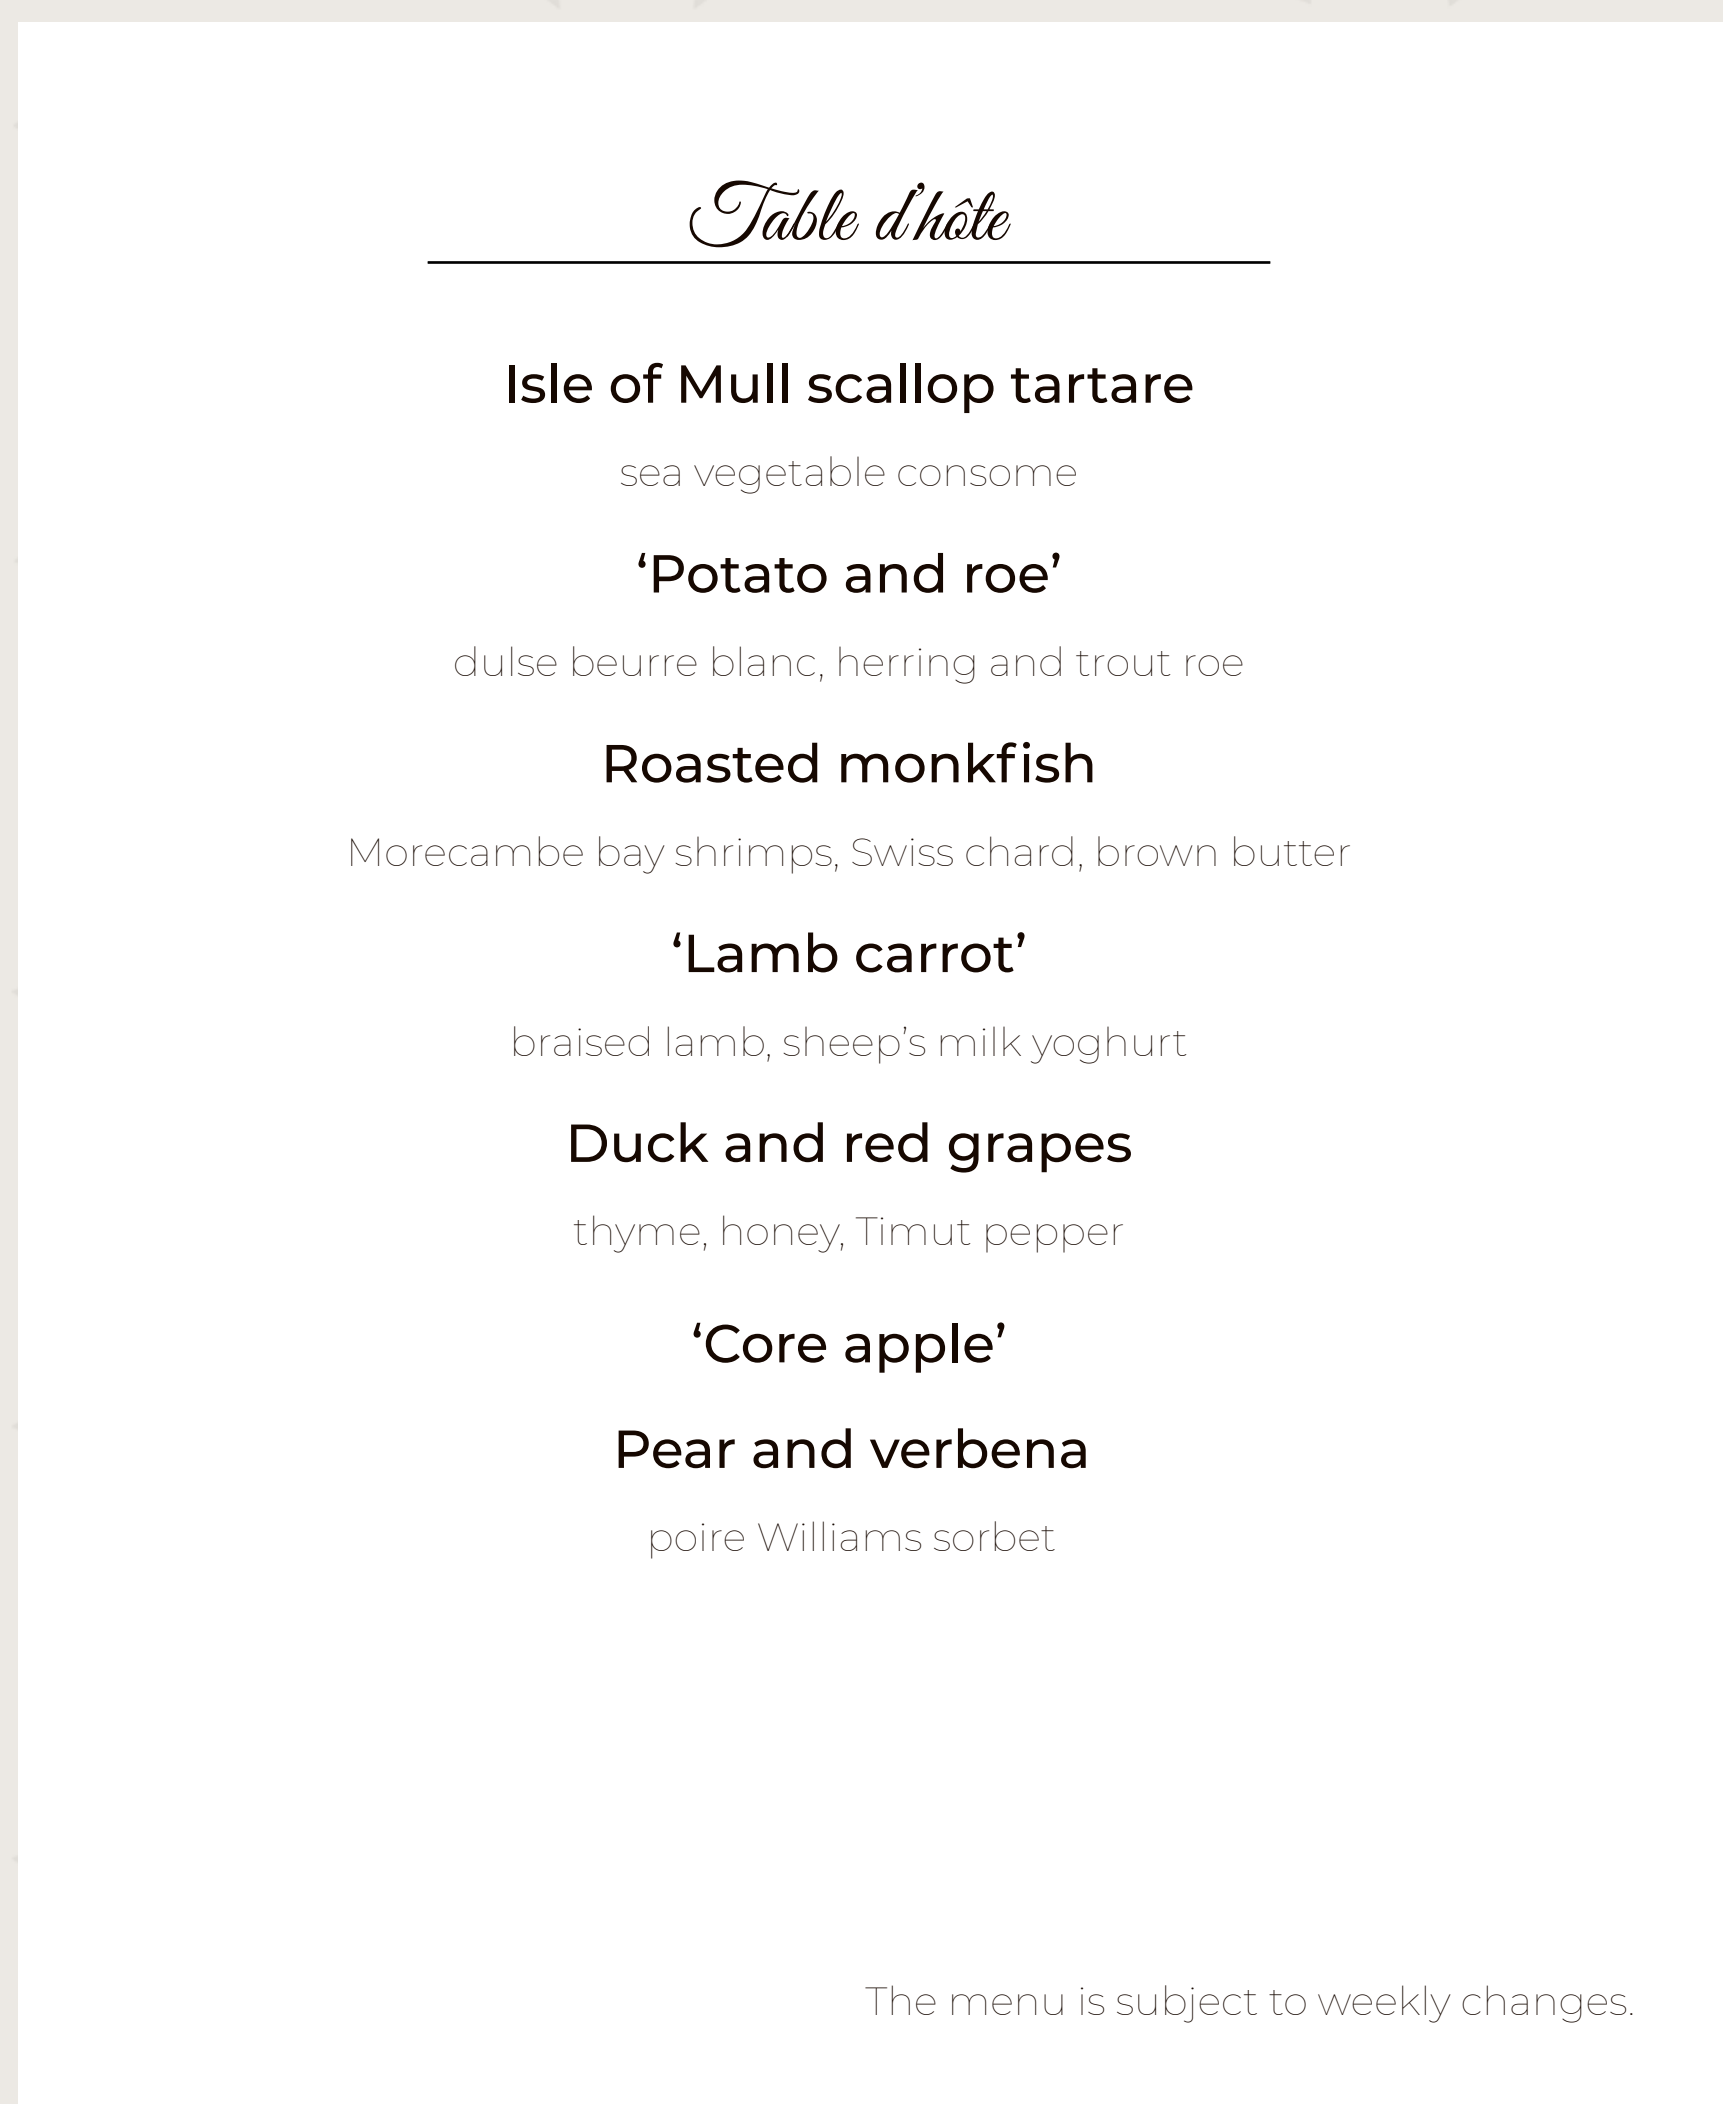 Table d'hôte
Isle of Mull scallop tartare
sea vegetable consome
‘Potato and roe’
dulse beurre blanc, herring and trout roe
Roasted monkfish
Morecambe bay shrimps, Swiss chard, brown butter
‘Lamb carrot’
braised lamb, sheep’s milk yoghurt
Duck and red grapes
thyme, honey, Timut pepper
‘Core apple’
Pear and verbena
poire Williams sorbet
The menu is subject to weekly changes.